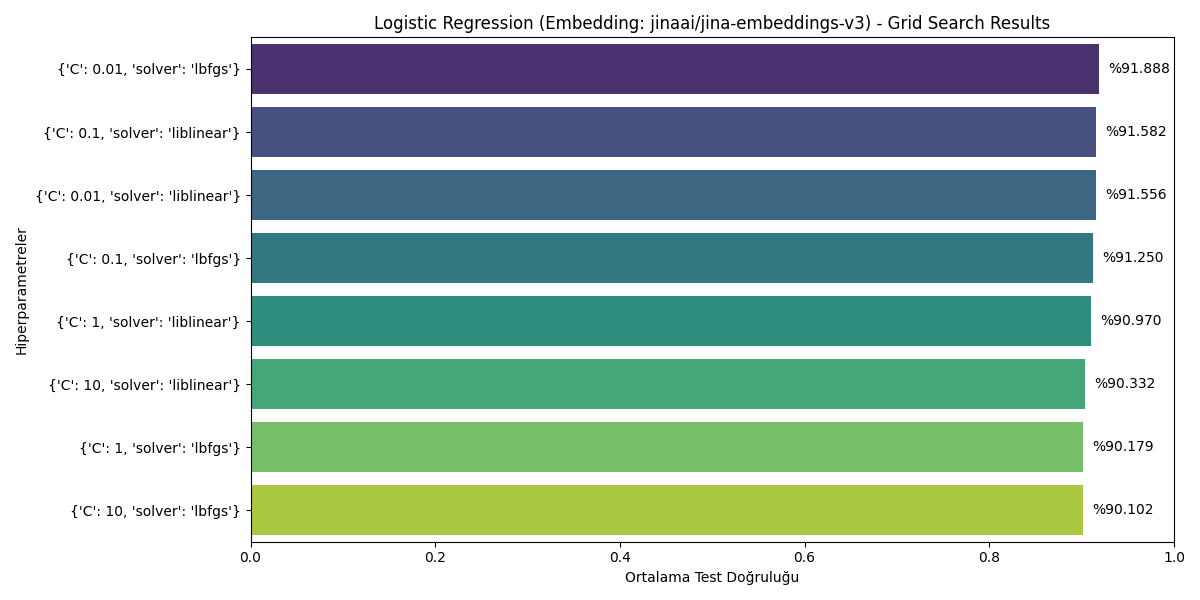 Logistic Regression (Embedding: jinaai/jina-embeddings-v3) - Grid Search Results
{'C': 0.01, 'solver': 'lbfgs'} %91.888
{'C': 0.1, 'solver': 'liblinear'} %91.582
{'C': 0.01, 'solver': 'liblinear'} %91.556
{'C': 0.1, 'solver': 'lbfgs'} %91.250
{'C': 1, 'solver': 'liblinear'} %90.970
{'C': 10, 'solver': 'liblinear'} %90.332
{'C': 1, 'solver': 'lbfgs'} %90.179
{'C': 10, 'solver': 'lbfgs'} %90.102
Hiperparametreler
0.0 0.2 0.4 0.6 0.8 1.0
Ortalama Test Doğruluğu